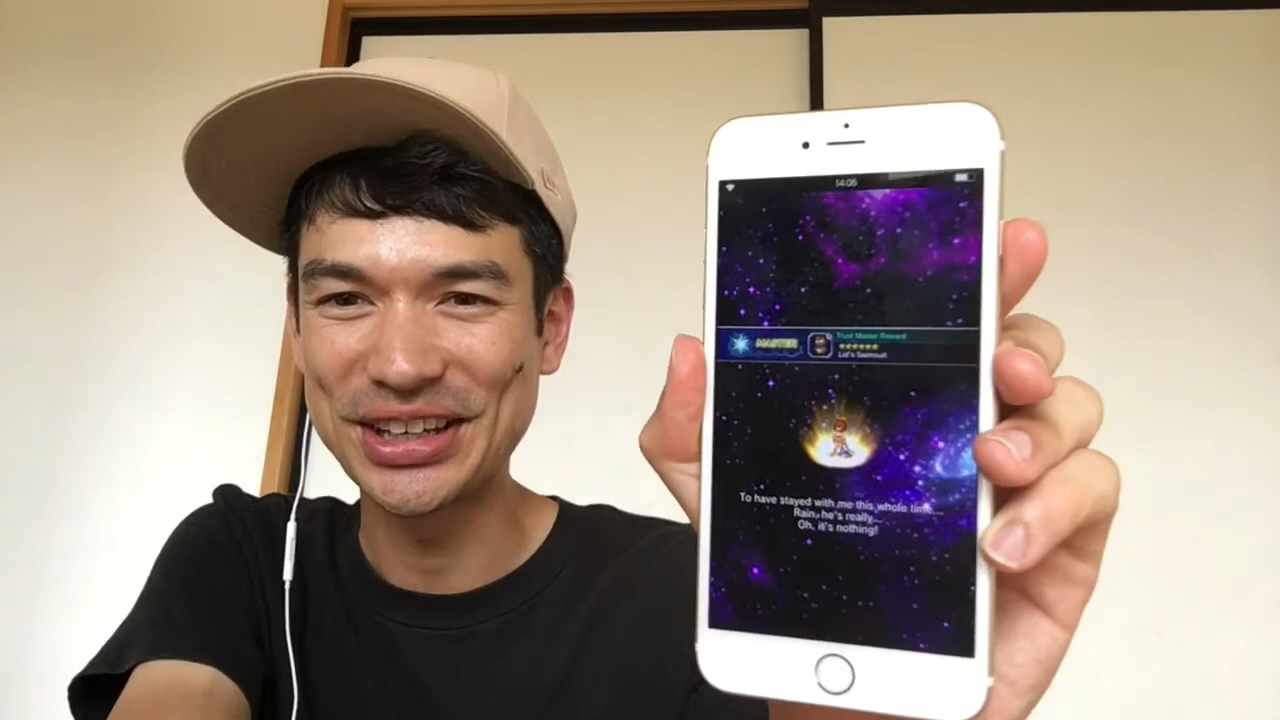 14:06
MASTER
Trust Master Reward
Lid's Swimsuit
To have stayed with me this whole time...
Rain, he's really...
Oh, it's nothing!